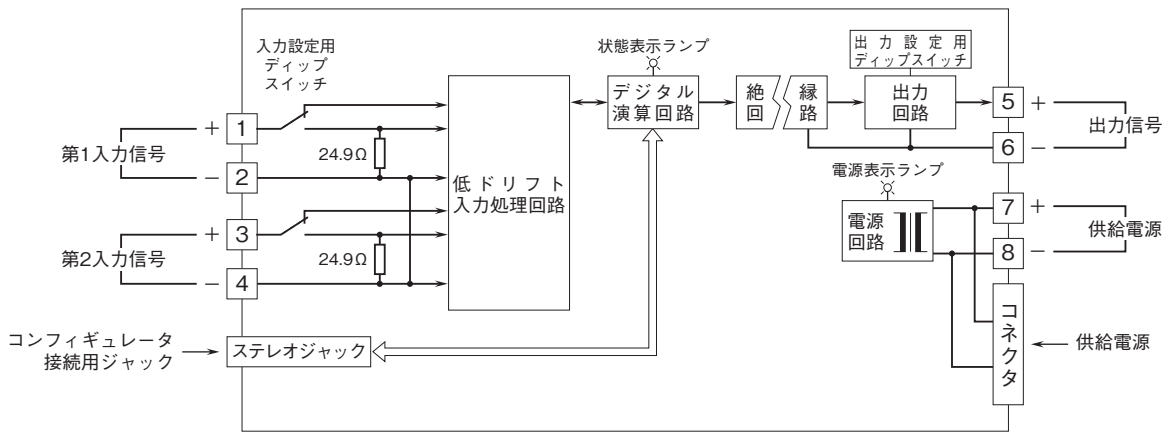 入力設定用
ディップ
スイッチ
状態表示ランプ
出力設定用
ディップスイッチ
デジタル
演算回路
絶縁
回路
出力
回路
5 +
出力信号
6 −
+ 1
第1入力信号
24.9Ω
− 2
低ドリフト
入力処理回路
電源表示ランプ
電源
回路
7 +
供給電源
8 −
+ 3
第2入力信号
24.9Ω
− 4
コンフィギュレータ
接続用ジャック
ステレオジャック
コネクタ
供給電源